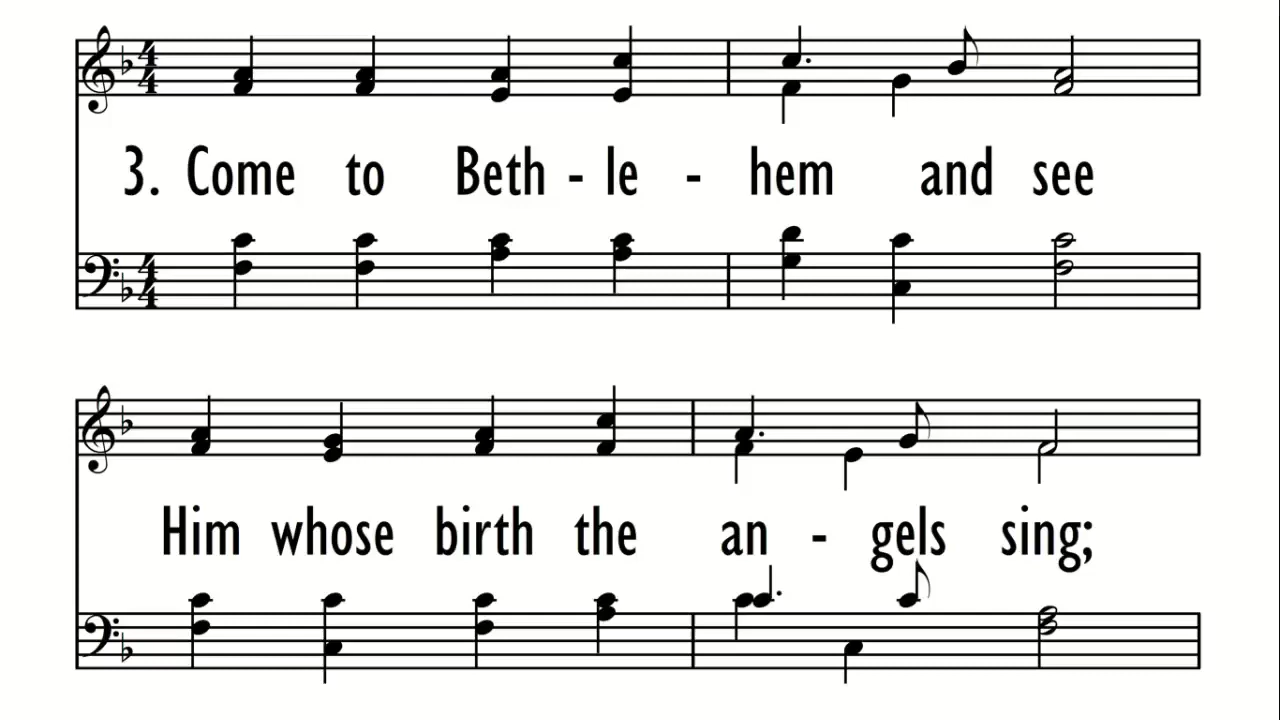 3. Come to Beth - le - hem and see
Him whose birth the an - gels sing;